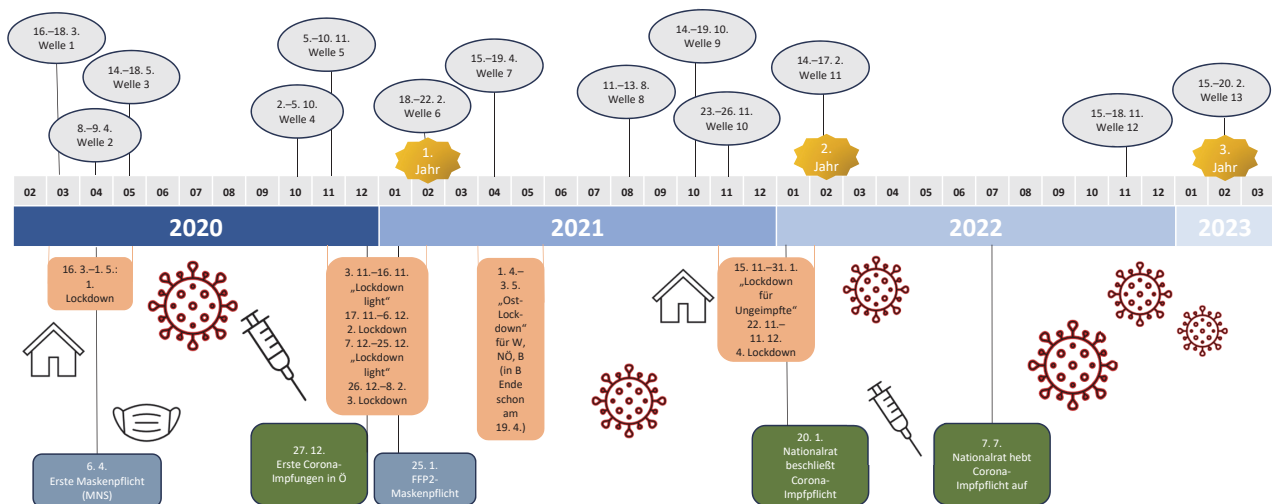 16.–18. 3.
Welle 1
14.–18. 5.
Welle 3
8.–9. 4.
Welle 2
5.–10. 11.
Welle 5
2.–5. 10.
Welle 4
18.–22. 2.
Welle 6
15.–19. 4.
Welle 7
11.–13. 8.
Welle 8
14.–19. 10.
Welle 9
23.–26. 11.
Welle 10
14.–17. 2.
Welle 11
15.–18. 11.
Welle 12
15.–20. 2.
Welle 13
1.
Jahr
2.
Jahr
3.
Jahr
02 03 04 05 06 07 08 09 10 11 12 01 02 03 04 05 06 07 08 09 10 11 12 01 02 03 04 05 06 07 08 09 10 11 12 01 02 03
2020 2021 2022 2023
16. 3.–1. 5.:
1.
Lockdown
3. 11.–16. 11.
„Lockdown
light“
17. 11.–6. 12.
2. Lockdown
7. 12.–25. 12.
„Lockdown
light“
26. 12.–8. 2.
3. Lockdown
1. 4.–
3. 5.
„Ost-
Lock-
down“
für W,
NÖ, B
(in B
Ende
schon
am
19. 4.)
15. 11.–31. 1.
„Lockdown
für
Ungeimpfte“
22. 11.–
11. 12.
4. Lockdown
6. 4.
Erste Maskenpflicht
(MNS)
27. 12.
Erste Corona-
Impfungen in Ö
25. 1.
FFP2-
Maskenpflicht
20. 1.
Nationalrat
beschließt
Corona-
Impfpflicht
7. 7.
Nationalrat hebt
Corona-
Impfpflicht auf